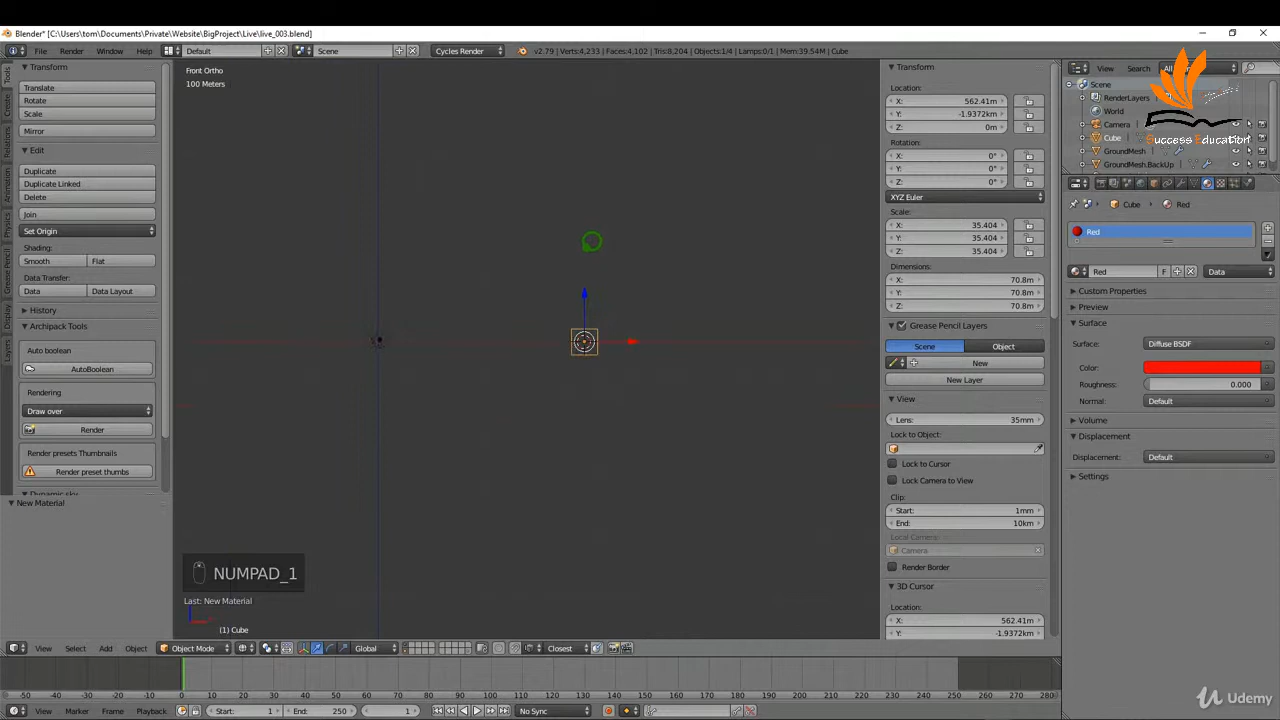 Blender* [C:\Users\tom\Documents\Private\Website\BigProject\Live\live_003.blend]
File Render Window Help Default Scene Cycles Render v2.79 | Verts:4,233 | Faces:4,102 | Tris:8,204 | Objects:1/4 | Lamps:0/1 | Mem:39.54M | Cube
Tools
Create
Relations
Animation
Physics
Grease Pencil
Display
Layers
Transform
Translate
Rotate
Scale
Mirror
Edit
Duplicate
Duplicate Linked
Delete
Join
Set Origin
Shading:
Smooth Flat
Data Transfer:
Data Data Layout
History
Archipack Tools
Auto boolean
AutoBoolean
Rendering
Draw over
Render
Render presets Thumbnails
Render preset thumbs
Dynamic sky
New Material
Front Ortho
100 Meters
NUMPAD_1
Last: New Material
(1) Cube
Transform
Location:
X: 562.41m
Y: -1.9372km
Z: 0m
Rotation:
X: 0°
Y: 0°
Z: 0°
XYZ Euler
Scale:
X: 35.404
Y: 35.404
Z: 35.404
Dimensions:
X: 70.8m
Y: 70.8m
Z: 70.8m
Grease Pencil Layers
Scene Object
New
New Layer
View
Lens: 35mm
Lock to Object:
Lock to Cursor
Lock Camera to View
Clip:
Start: 1mm
End: 10km
Local Camera:
Camera
Render Border
3D Cursor
Location:
X: 562.41m
Y: -1.9372km
View Search All
Scene
RenderLayers
World
Camera
Cube
GroundMesh
GroundMesh.BackUp
Success Education
Cube Red
Red
Red F Data
Custom Properties
Preview
Surface
Surface: Diffuse BSDF
Color:
Roughness: 0.000
Normal: Default
Volume
Displacement
Displacement: Default
Settings
View Select Add Object Object Mode Global Closest
-50 -40 -30 -20 -10 0 10 20 30 40 50 60 70 80 90 100 110 120 130 140 150 160 170 180 190 200 210 220 230 240 250 260 270 280
View Marker Frame Playback Start: 1 End: 250 1 No Sync
Udemy